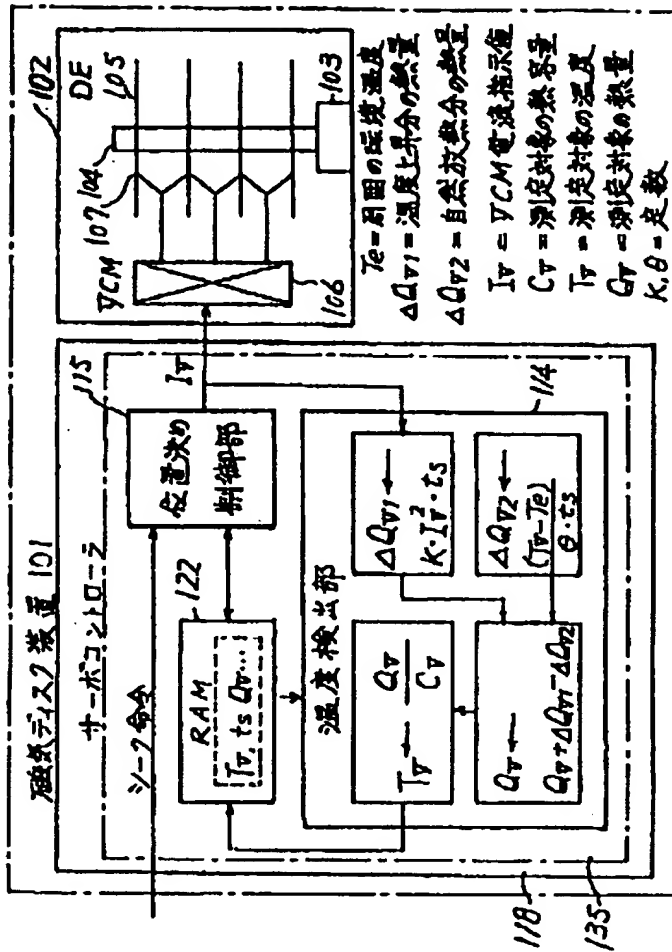 磁気ディスク装置 101
サーボコントローラ
シーク命令
122
RAM
Tv, ts Qv…
115
位置決め
制御部
Iv
温度検出部
114
Tv ← Qv / Cv
ΔQv1 ←
K・Iv²・ts
Qv ←
Qv+ΔQv1-ΔQv2
ΔQv2 ←
(Tv-Te)
θ・ts
118
135
102
VCM
107
104
DE
105
106
103
Te=周囲の環境温度
ΔQv1=温度上昇分の熱量
ΔQv2=自然放熱分の熱量
Iv=VCM電流指示値
Cv=測定対象の熱容量
Tv=測定対象の温度
Qv=測定対象の熱量
K,θ=定数